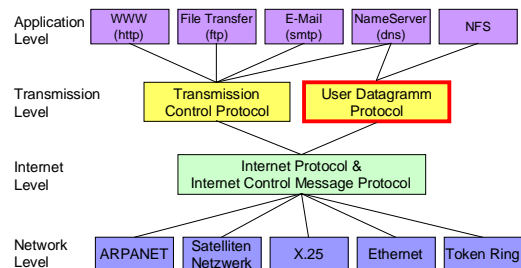 Application
Level
WWW
(http)
File Transfer
(ftp)
E-Mail
(smtp)
NameServer
(dns)
NFS
Transmission
Level
Transmission
Control Protocol
User Datagramm
Protocol
Internet
Level
Internet Protocol &
Internet Control Message Protocol
Network
Level
ARPANET
Satelliten
Netzwerk
X.25
Ethernet
Token Ring